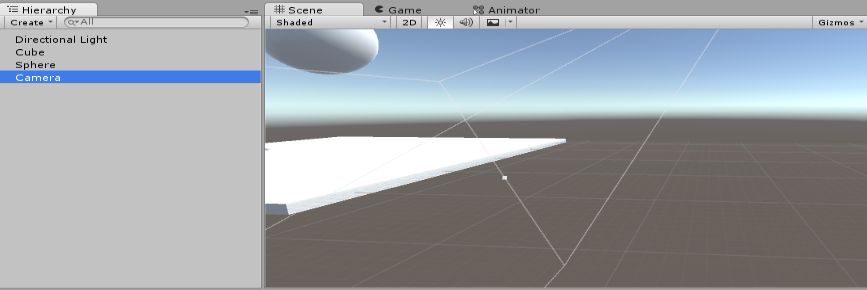 Hierarchy
Create
All
Directional Light
Cube
Sphere
Camera
Scene
Game
Animator
Shaded
2D
Gizmos